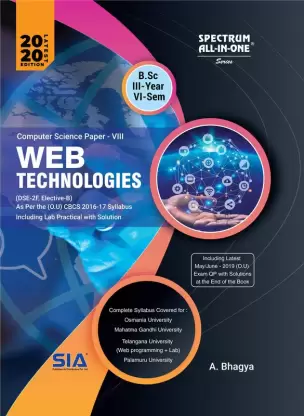 2020
LATEST
EDITION
SPECTRUM
ALL-IN-ONE®
Series
B.Sc
III-Year
VI-Sem
Computer Science Paper - VIII
WEB
TECHNOLOGIES
(DSE-2F, Elective-B)
As Per the (O.U) CBCS 2016-17 Syllabus
Including Lab Practical with Solution
Including Latest
May/June - 2019 (O.U)
Exam QP with Solutions
at the End of the Book
Complete Syllabus Covered for :
Osmania University
Mahatma Gandhi University
Telangana University
(Web programming + Lab)
Palamuru University
SIA
A. Bhagya